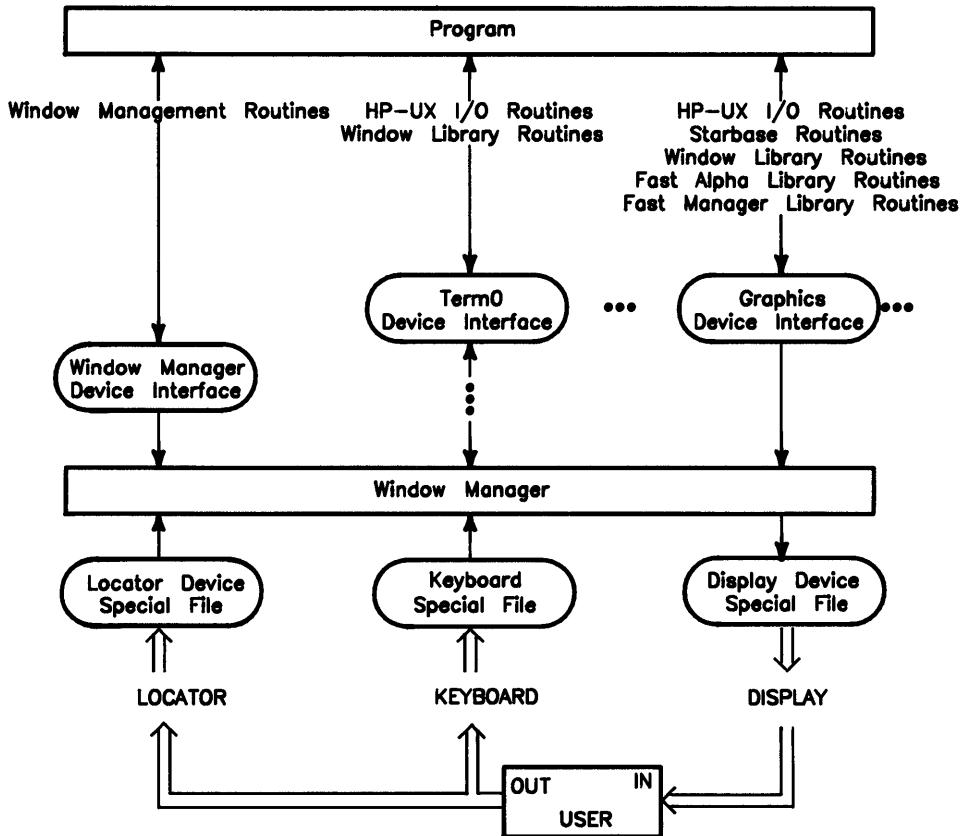 Program
Window Management Routines
HP-UX I/O Routines
Window Library Routines
HP-UX I/O Routines
Starbase Routines
Window Library Routines
Fast Alpha Library Routines
Fast Manager Library Routines
Term0
Device Interface
Graphics
Device Interface
Window Manager
Device Interface
Window Manager
Locator Device
Special File
Keyboard
Special File
Display Device
Special File
LOCATOR
KEYBOARD
DISPLAY
OUT
IN
USER